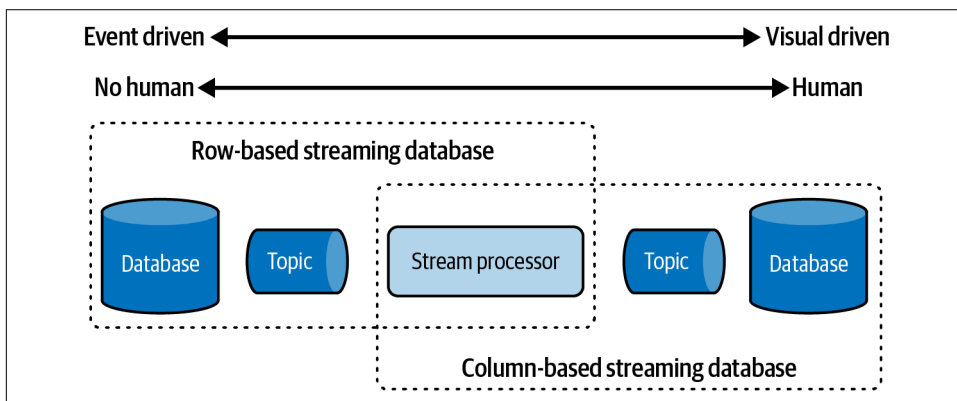 Event driven
Visual driven
No human
Human
Row-based streaming database
Database
Topic
Stream processor
Topic
Database
Column-based streaming database